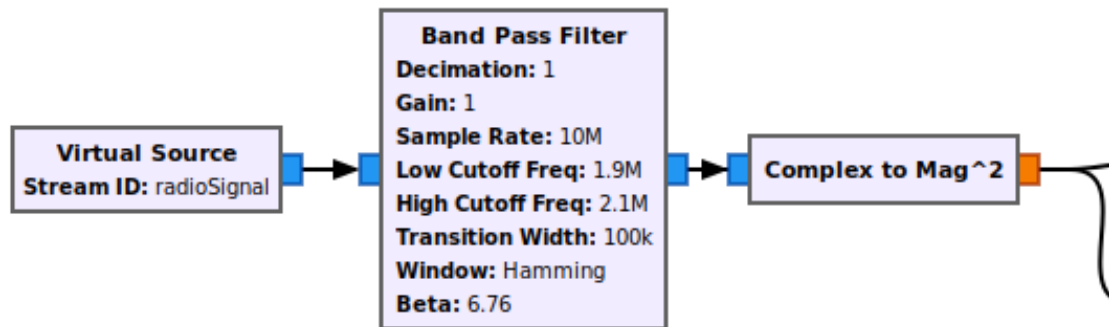 Virtual Source
Stream ID: radioSignal
Band Pass Filter
Decimation: 1
Gain: 1
Sample Rate: 10M
Low Cutoff Freq: 1.9M
High Cutoff Freq: 2.1M
Transition Width: 100k
Window: Hamming
Beta: 6.76
Complex to Mag^2